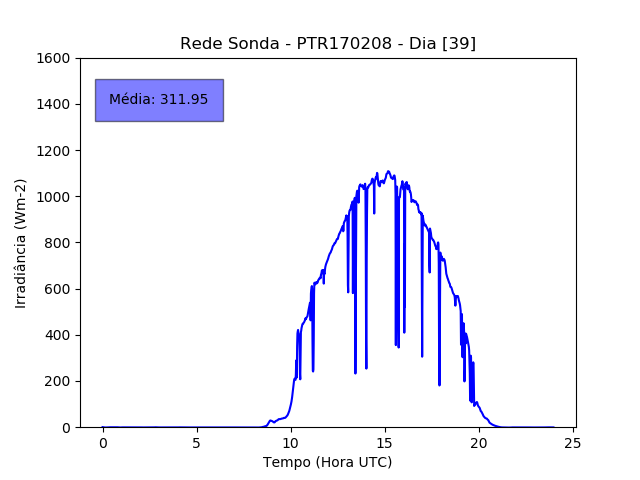 Rede Sonda - PTR170208 - Dia [39]
1600
1400
1200
1000
800
600
400
200
0
Irradiância (Wm-2)
Média: 311.95
0 5 10 15 20 25
Tempo (Hora UTC)